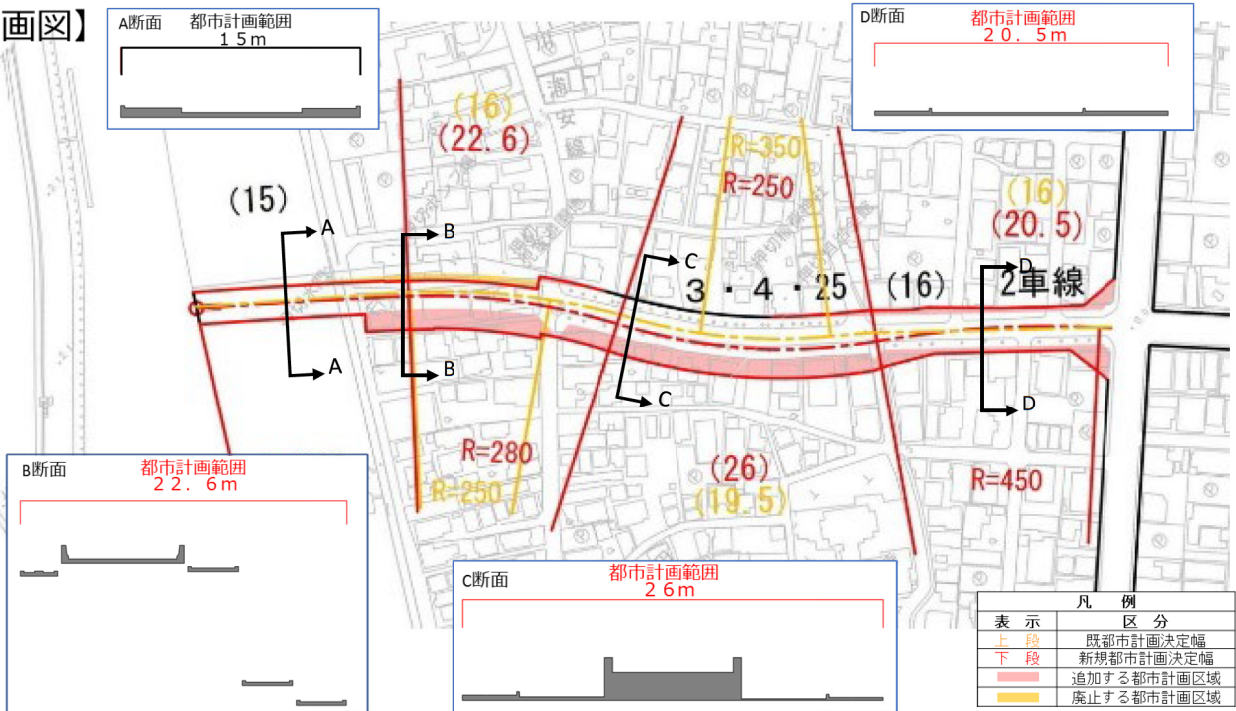 画図】
A断面
都市計画範囲
15m
D断面
都市計画範囲
20.5m
(16)
(22.6)
R=350
R=250
(16)
(20.5)
(15)
A
B
C
D
3・4・25 (16) 2車線
A
B
C
D
R=280
R=250
(26)
(19.5)
R=450
B断面
都市計画範囲
22.6m
C断面
都市計画範囲
26m
凡 例
表 示 区 分
上 段 既都市計画決定幅
下 段 新規都市計画決定幅
追加する都市計画区域
廃止する都市計画区域